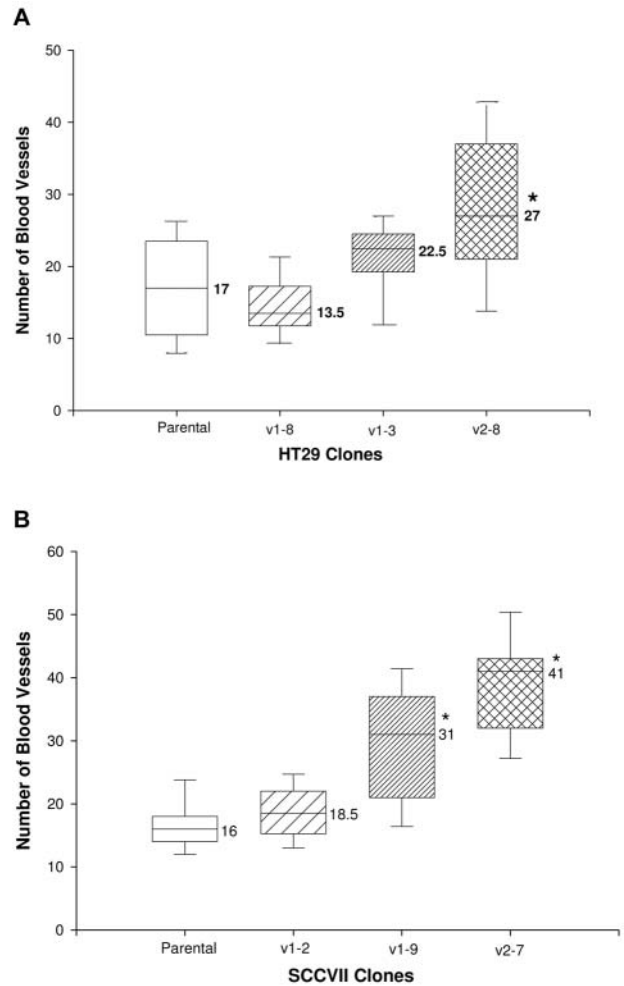 A
Number of Blood Vessels
50
40
30
20
10
0
17
13.5
22.5
*
27
Parental
v1-8
v1-3
v2-8
HT29 Clones
B
Number of Blood Vessels
60
50
40
30
20
10
0
16
18.5
*
31
*
41
Parental
v1-2
v1-9
v2-7
SCCVII Clones